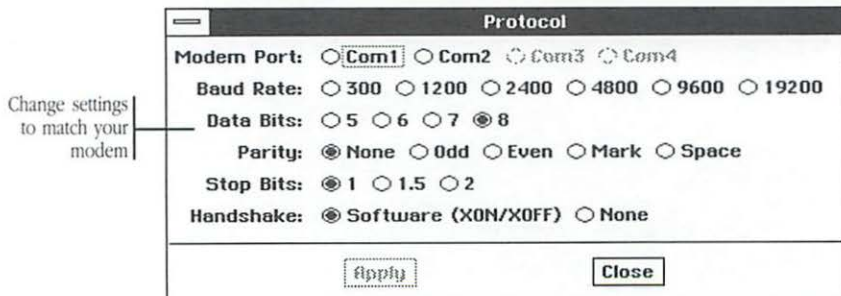 Protocol
Modem Port: Com1 Com2 Com3 Com4
Baud Rate: 300 1200 2400 4800 9600 19200
Change settings
to match your
modem
Data Bits: 5 6 7 8
Parity: None Odd Even Mark Space
Stop Bits: 1 1.5 2
Handshake: Software (XON/XOFF) None
Apply Close